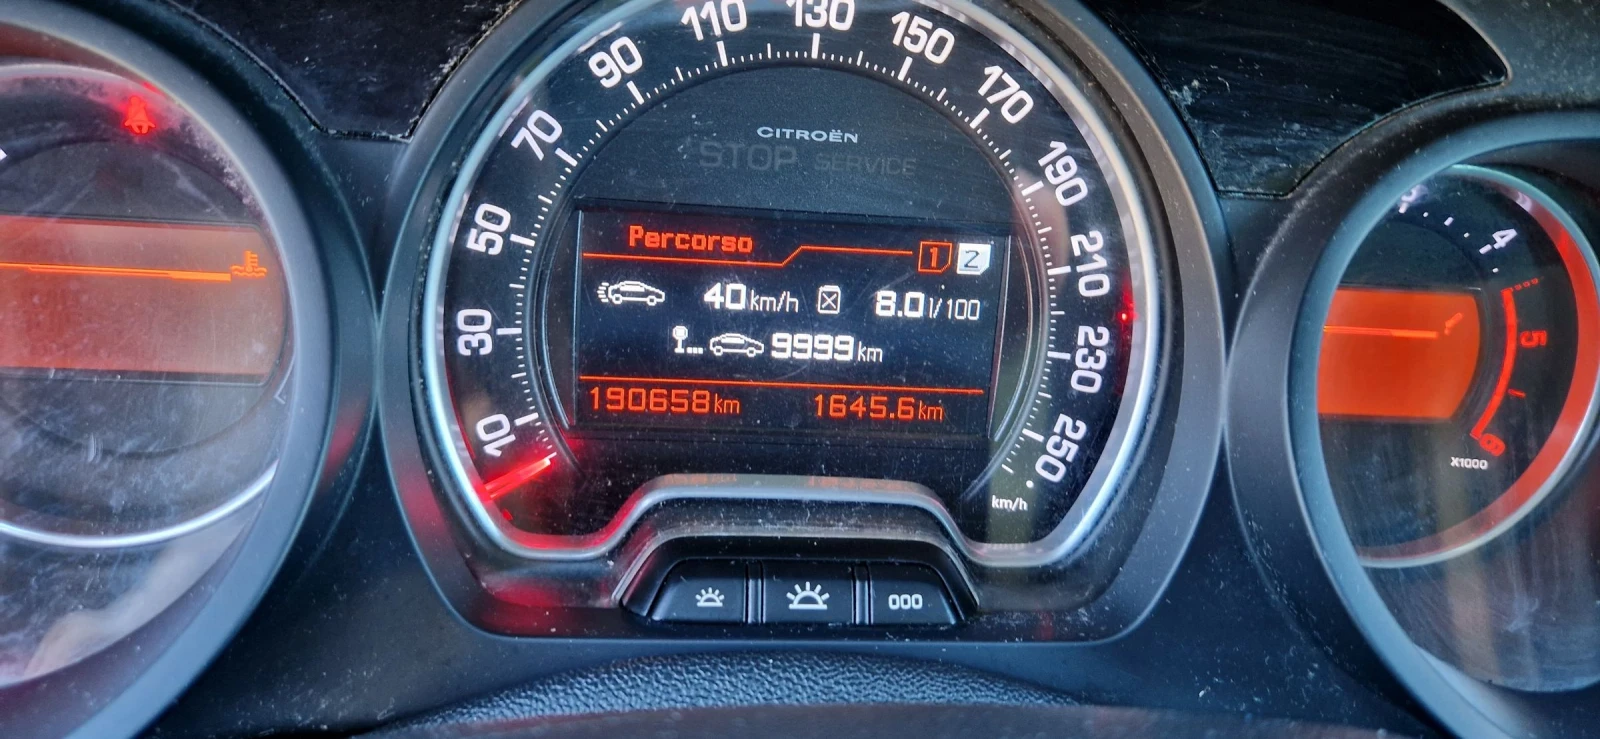 110 130 150
90 170
70 190
50 210
30 230
10 250
km/h
CITROËN
STOP SERVICE
Percorso 1 2
40 km/h 8.0 l/100
9999 km
190658 km 1645.6 km
000
4
5
6
X1000